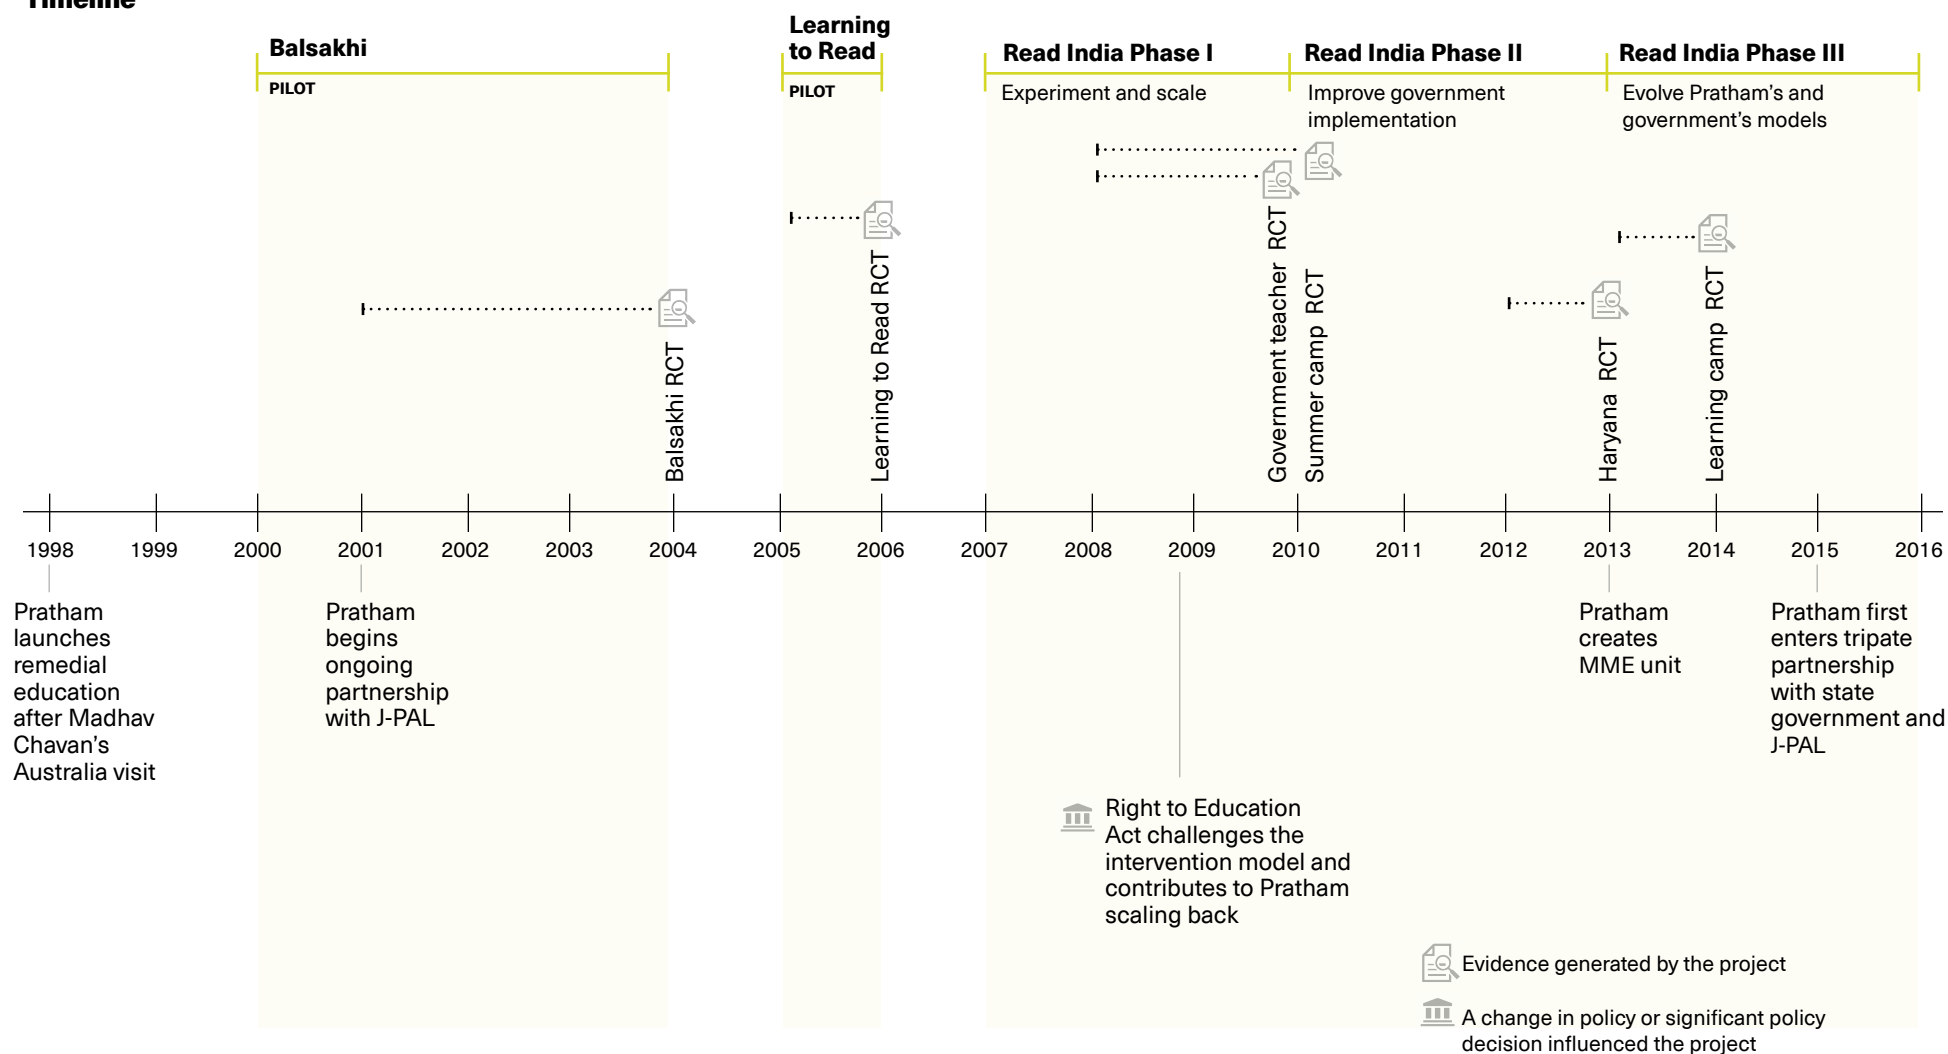 Timeline
Balsakhi
PILOT
Learning
to Read
PILOT
Read India Phase I
Experiment and scale
Read India Phase II
Improve government
implementation
Read India Phase III
Evolve Pratham's and
government's models
Balsakhi RCT
Learning to Read RCT
Government teacher RCT
Summer camp RCT
Haryana RCT
Learning camp RCT
1998 1999 2000 2001 2002 2003 2004 2005 2006 2007 2008 2009 2010 2011 2012 2013 2014 2015 2016
Pratham
launches
remedial
education
after Madhav
Chavan's
Australia visit
Pratham
begins
ongoing
partnership
with J-PAL
Right to Education
Act challenges the
intervention model and
contributes to Pratham
scaling back
Pratham
creates
MME unit
Pratham first
enters tripate
partnership
with state
government and
J-PAL
Evidence generated by the project
A change in policy or significant policy
decision influenced the project